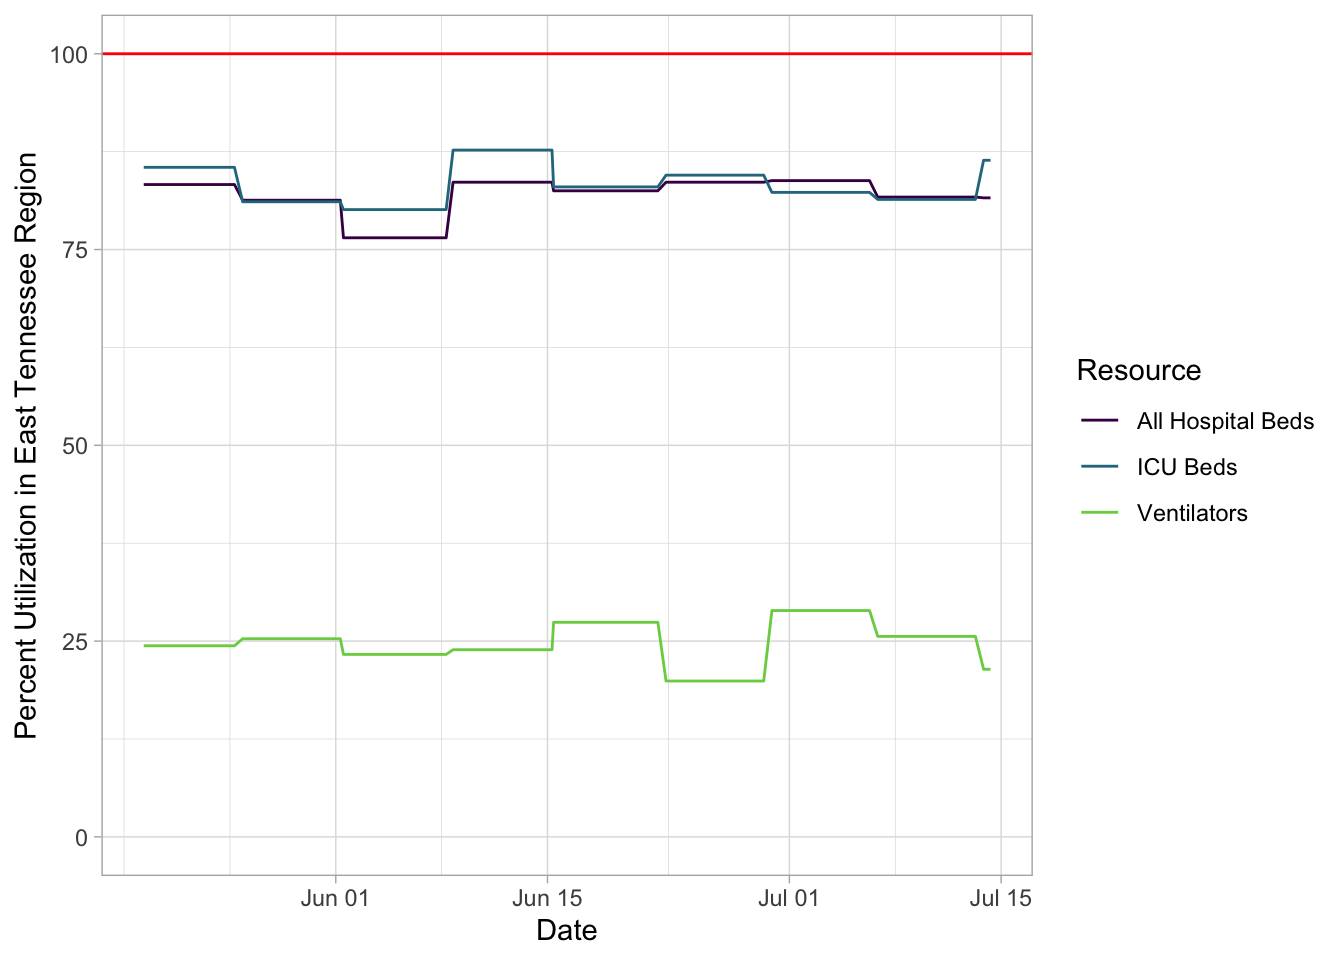 Percent Utilization in East Tennessee Region
100
75
50
25
0
Jun 01
Jun 15
Jul 01
Jul 15
Date
Resource
All Hospital Beds
ICU Beds
Ventilators